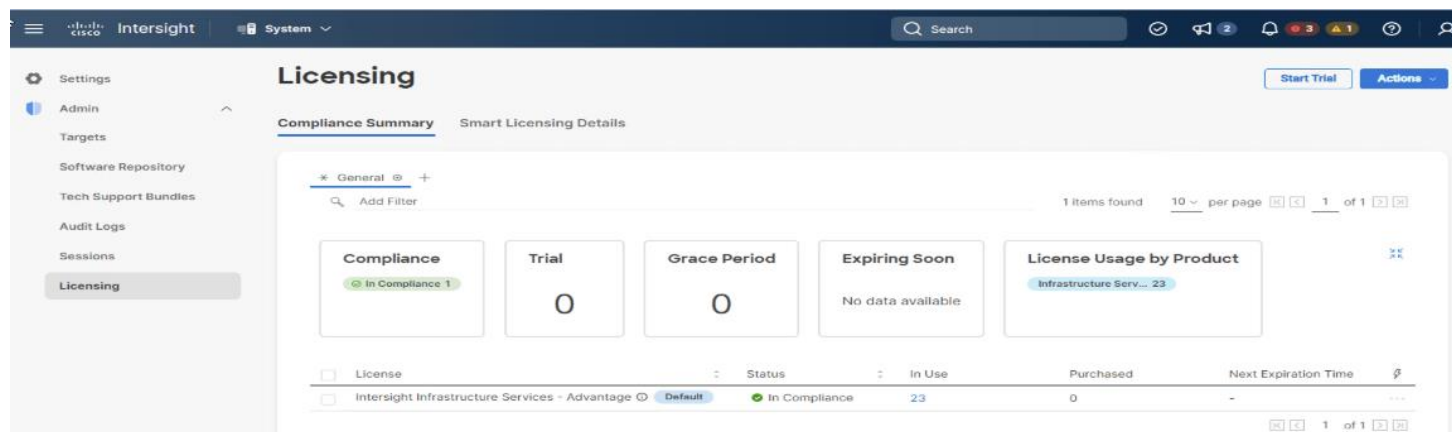 cisco Intersight System Search 2 3 1
Settings
Admin
Targets
Software Repository
Tech Support Bundles
Audit Logs
Sessions
Licensing
Licensing
Start Trial Actions
Compliance Summary Smart Licensing Details
General
Add Filter 1 items found 10 per page 1 of 1
Compliance Trial Grace Period Expiring Soon License Usage by Product
In Compliance 1 0 0 No data available Infrastructure Serv... 23
License Status In Use Purchased Next Expiration Time
Intersight Infrastructure Services - Advantage Default In Compliance 23 0 -
1 of 1